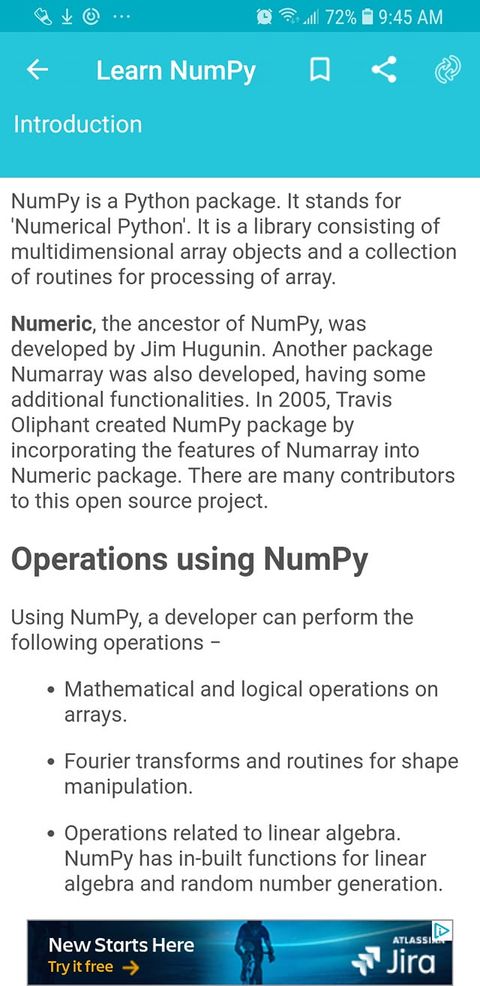 72% 9:45 AM
Learn NumPy
Introduction
NumPy is a Python package. It stands for
'Numerical Python'. It is a library consisting of
multidimensional array objects and a collection
of routines for processing of array.
Numeric, the ancestor of NumPy, was
developed by Jim Hugunin. Another package
Numarray was also developed, having some
additional functionalities. In 2005, Travis
Oliphant created NumPy package by
incorporating the features of Numarray into
Numeric package. There are many contributors
to this open source project.
Operations using NumPy
Using NumPy, a developer can perform the
following operations −
• Mathematical and logical operations on
arrays.
• Fourier transforms and routines for shape
manipulation.
• Operations related to linear algebra.
NumPy has in-built functions for linear
algebra and random number generation.
New Starts Here
Try it free
ATLASSIAN
Jira